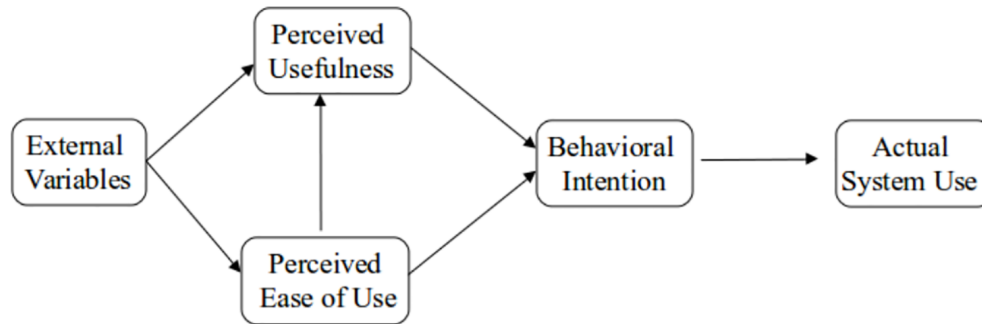 Perceived
Usefulness
External
Variables
Behavioral
Intention
Actual
System Use
Perceived
Ease of Use